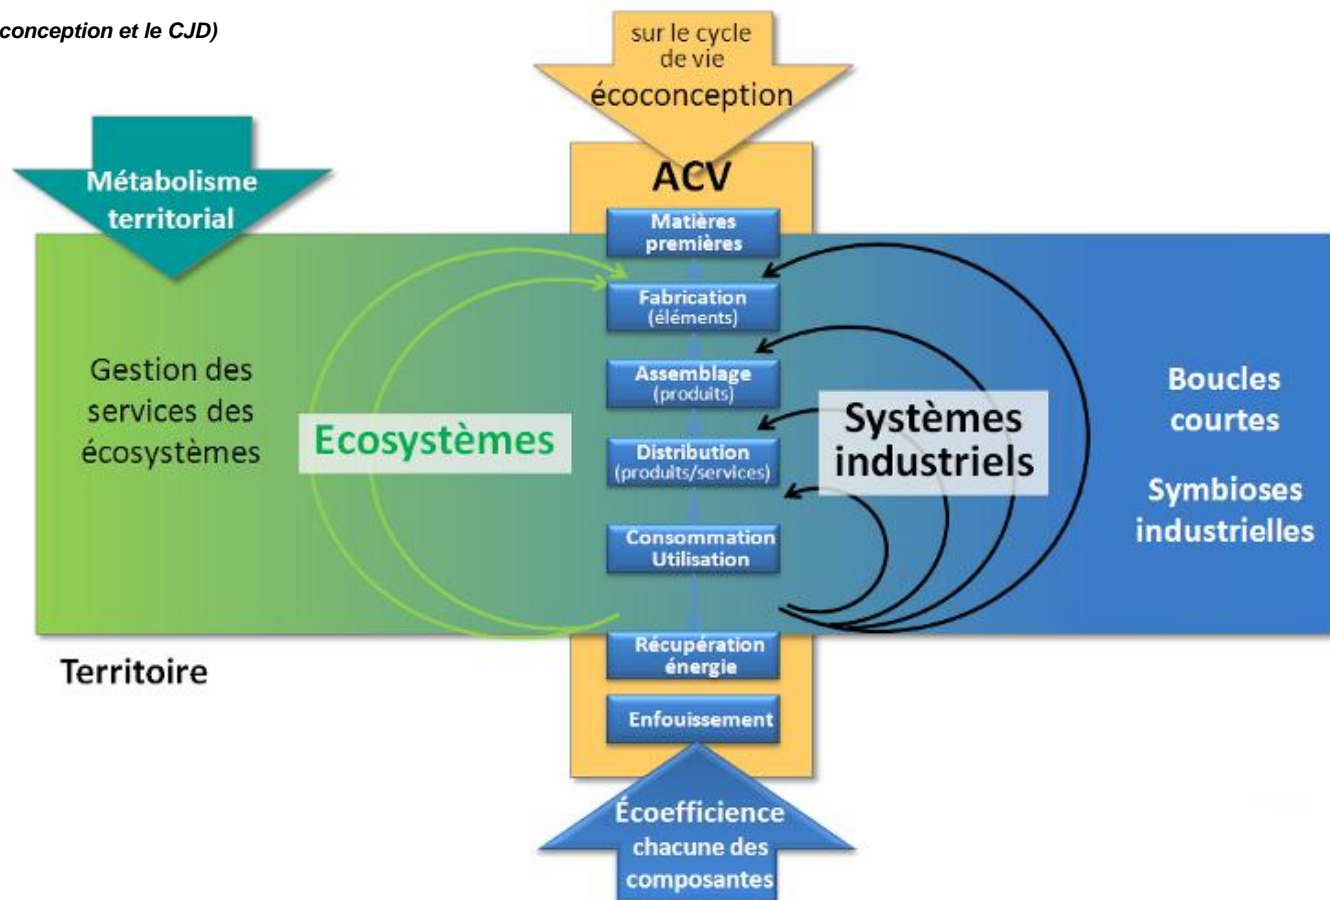 conception et le CJD)
sur le cycle
de vie
écoconception
Métabolisme
territorial
ACV
Matières
premières
Fabrication
(éléments)
Assemblage
(produits)
Distribution
(produits/services)
Consommation
Utilisation
Récupération
énergie
Enfouissement
Gestion des
services des
écosystèmes
Ecosystèmes
Systèmes
industriels
Boucles
courtes
Symbioses
industrielles
Territoire
Écoefficience
chacune des
composantes